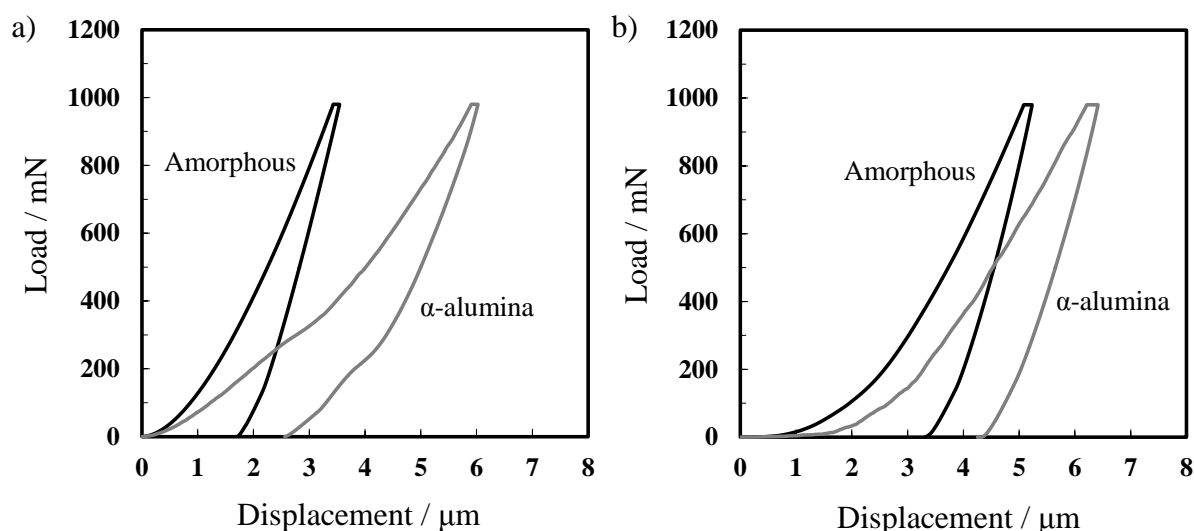 a)
1200
1000
800
600
400
200
0
Load / mN
Amorphous
α-alumina
0 1 2 3 4 5 6 7 8
Displacement / μm
b)
1200
1000
800
600
400
200
0
Load / mN
Amorphous
α-alumina
0 1 2 3 4 5 6 7 8
Displacement / μm